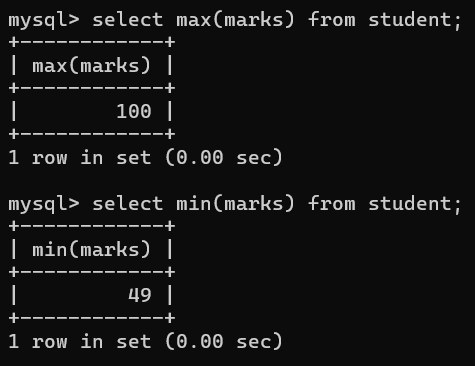 mysql> select max(marks) from student;
+------------+
| max(marks) |
+------------+
|        100 |
+------------+
1 row in set (0.00 sec)

mysql> select min(marks) from student;
+------------+
| min(marks) |
+------------+
|         49 |
+------------+
1 row in set (0.00 sec)